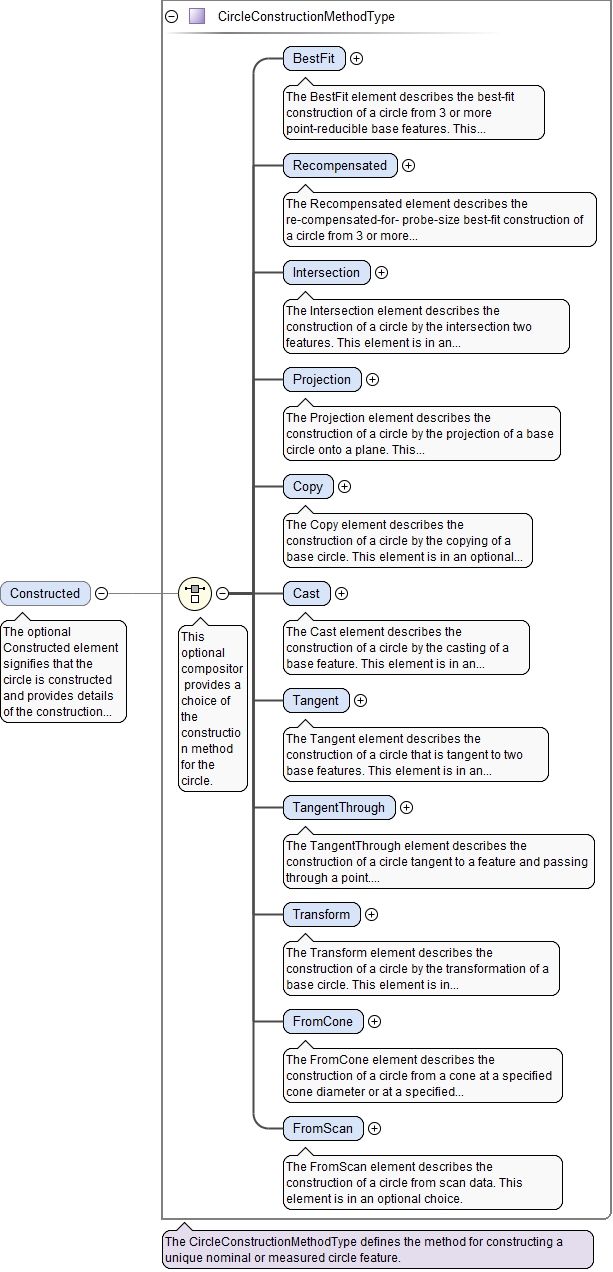 CircleConstructionMethodType
BestFit
The BestFit element describes the best-fit
construction of a circle from 3 or more
point-reducible base features. This...
Recompensated
The Recompensated element describes the
re-compensated-for- probe-size best-fit construction of
a circle from 3 or more...
Intersection
The Intersection element describes the
construction of a circle by the intersection two
features. This element is in an...
Projection
The Projection element describes the
construction of a circle by the projection of a base
circle onto a plane. This...
Copy
The Copy element describes the
construction of a circle by the copying of a
base circle. This element is in an optional...
Constructed
The optional
Constructed element
signifies that the
circle is constructed
and provides details
of the construction...
This
optional
compositor
provides a
choice of
the
constructio
n method
for the
circle.
Cast
The Cast element describes the
construction of a circle by the casting of a
base feature. This element is in an...
Tangent
The Tangent element describes the
construction of a circle that is tangent to two
base features. This element is in an...
TangentThrough
The TangentThrough element describes the
construction of a circle tangent to a feature and passing
through a point....
Transform
The Transform element describes the
construction of a circle by the transformation of a
base circle. This element is in...
FromCone
The FromCone element describes the
construction of a circle from a cone at a specified
cone diameter or at a specified...
FromScan
The FromScan element describes the
construction of a circle from scan data. This
element is in an optional choice.
The CircleConstructionMethodType defines the method for constructing a
unique nominal or measured circle feature.